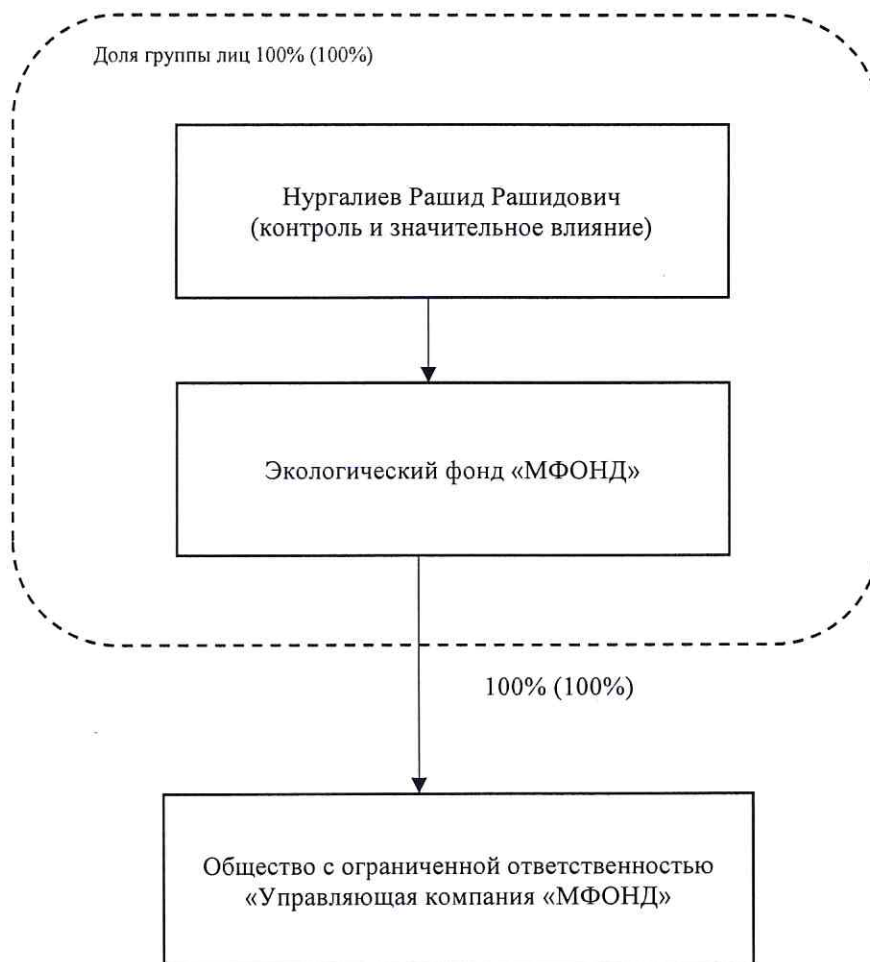 Доля группы лиц 100% (100%)
Нургалиев Рашид Рашидович
(контроль и значительное влияние)
Экологический фонд «МФОНД»
100% (100%)
Общество с ограниченной ответственностью
«Управляющая компания «МФОНД»